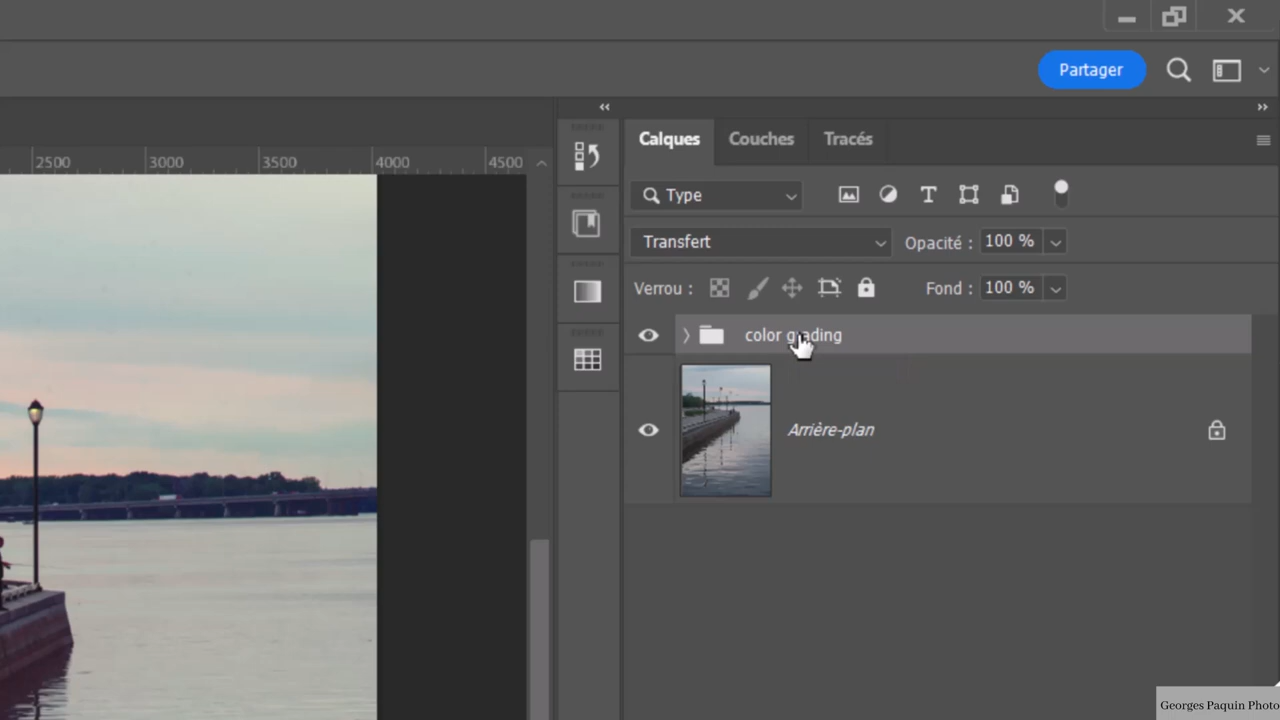 Partager
2500 3000 3500 4000 4500
Calques Couches Tracés
Type
Transfert Opacité : 100 %
Verrou : Fond : 100 %
color grading
Arrière-plan
Georges Paquin Photo